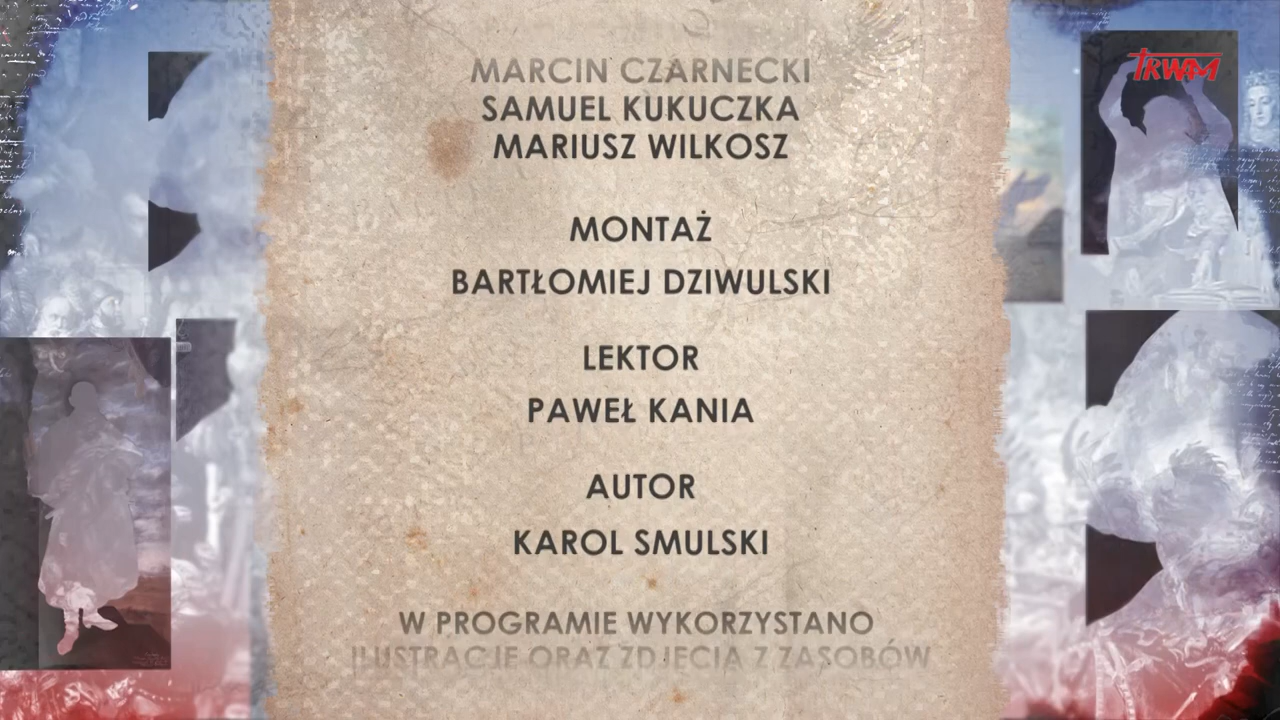 TRWAM
MARCIN CZARNECKI
SAMUEL KUKUCZKA
MARIUSZ WILKOSZ
MONTAŻ
BARTŁOMIEJ DZIWULSKI
LEKTOR
PAWEŁ KANIA
AUTOR
KAROL SMULSKI
W PROGRAMIE WYKORZYSTANO
ILUSTRACJE ORAZ ZDJĘCIA Z ZASOBÓW